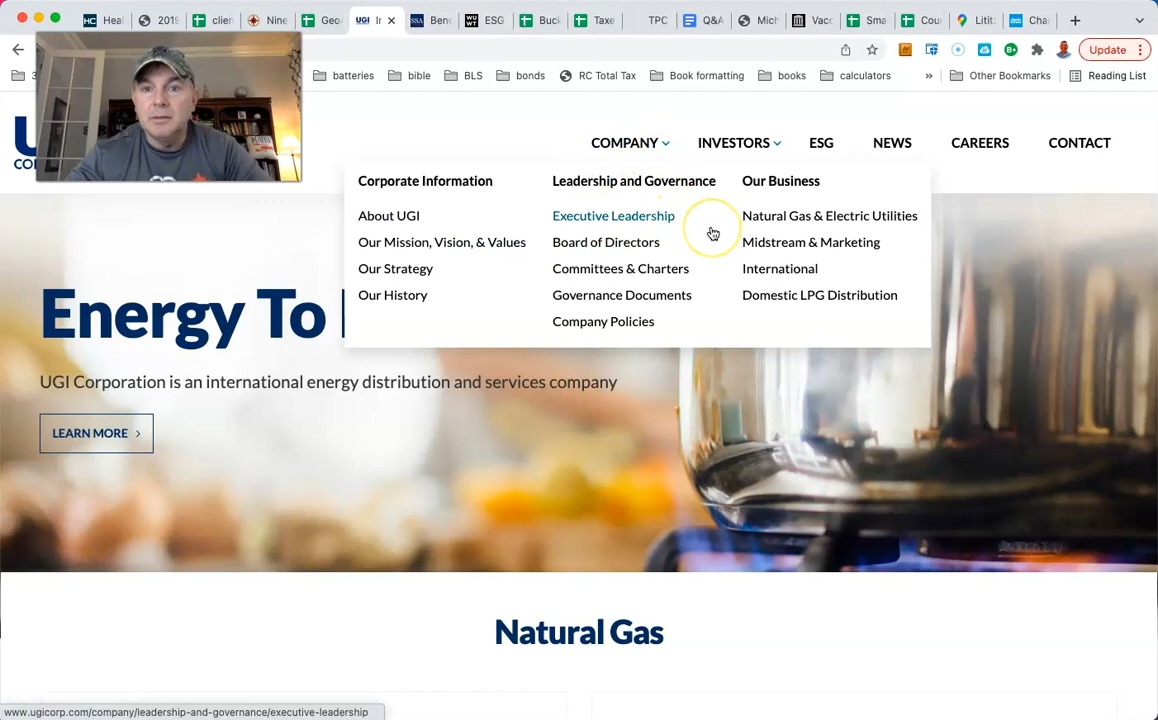 Heal
2019
clien
Nine
Geo
UGI
Ben
ESG
Buck
Taxe
TPC
Q&A
Mich
Vacc
Sma
Cou
Litit
Cha
Update
batteries
bible
BLS
bonds
RC Total Tax
Book formatting
books
calculators
»
Other Bookmarks
Reading List
COMPANY
INVESTORS
ESG
NEWS
CAREERS
CONTACT
Corporate Information
Leadership and Governance
Our Business
About UGI
Executive Leadership
Natural Gas & Electric Utilities
Our Mission, Vision, & Values
Board of Directors
Midstream & Marketing
Our Strategy
Committees & Charters
International
Our History
Governance Documents
Domestic LPG Distribution
Company Policies
Energy To
UGI Corporation is an international energy distribution and services company
LEARN MORE >
Natural Gas
www.ugicorp.com/company/leadership-and-governance/executive-leadership